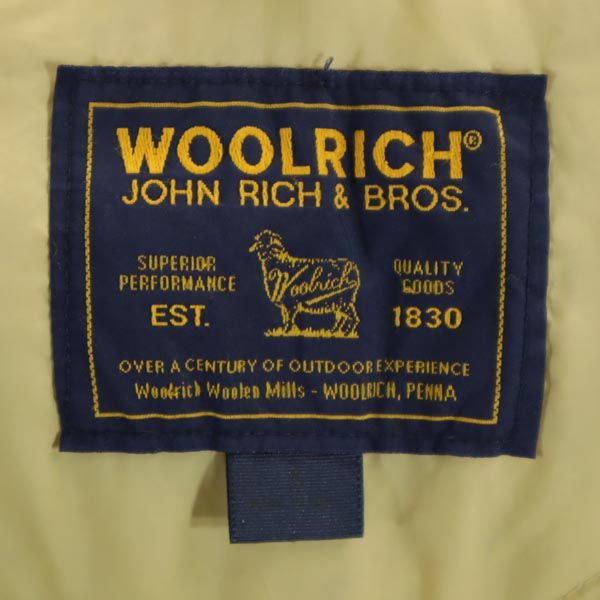 WOOLRICH®
JOHN RICH & BROS.
SUPERIOR
PERFORMANCE
EST.
Woolrich
QUALITY
GOODS
1830
OVER A CENTURY OF OUTDOOR EXPERIENCE
Woolrich Woolen Mills - WOOLRICH, PENNA